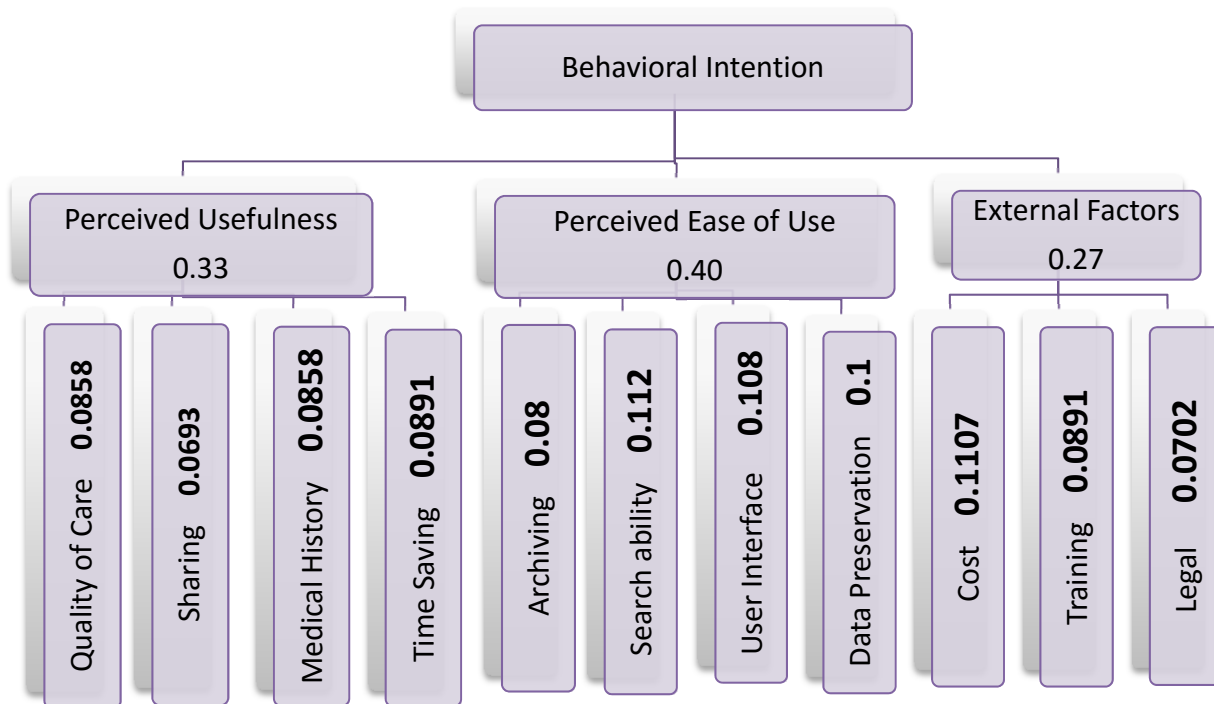 Behavioral Intention
Perceived Usefulness
0.33
Perceived Ease of Use
0.40
External Factors
0.27
Quality of Care 0.0858
Sharing 0.0693
Medical History 0.0858
Time Saving 0.0891
Archiving 0.08
Search ability 0.112
User Interface 0.108
Data Preservation 0.1
Cost 0.1107
Training 0.0891
Legal 0.0702